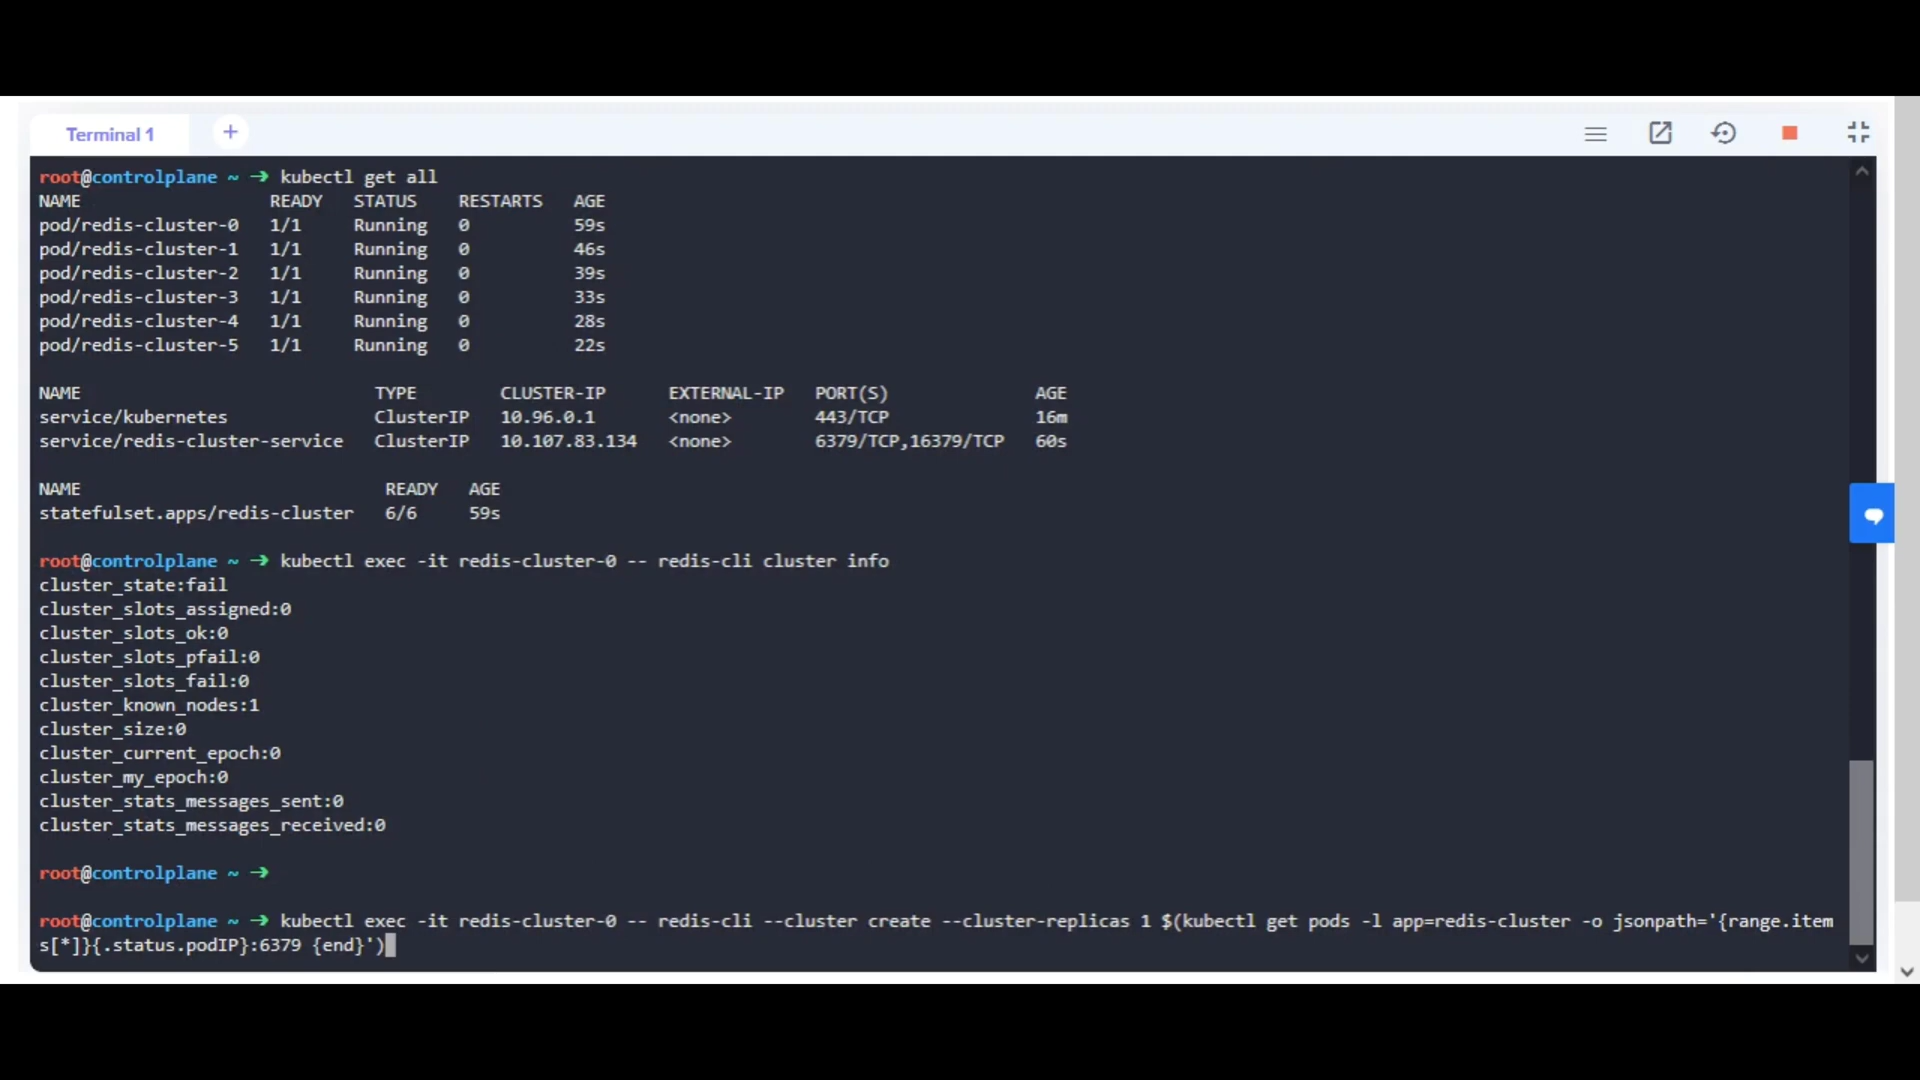 Terminal 1 +
root@controlplane ~ ➔ kubectl get all
NAME READY STATUS RESTARTS AGE
pod/redis-cluster-0 1/1 Running 0 59s
pod/redis-cluster-1 1/1 Running 0 46s
pod/redis-cluster-2 1/1 Running 0 39s
pod/redis-cluster-3 1/1 Running 0 33s
pod/redis-cluster-4 1/1 Running 0 28s
pod/redis-cluster-5 1/1 Running 0 22s
NAME TYPE CLUSTER-IP EXTERNAL-IP PORT(S) AGE
service/kubernetes ClusterIP 10.96.0.1 <none> 443/TCP 16m
service/redis-cluster-service ClusterIP 10.107.83.134 <none> 6379/TCP,16379/TCP 60s
NAME READY AGE
statefulset.apps/redis-cluster 6/6 59s
root@controlplane ~ ➔ kubectl exec -it redis-cluster-0 -- redis-cli cluster info
cluster_state:fail
cluster_slots_assigned:0
cluster_slots_ok:0
cluster_slots_pfail:0
cluster_slots_fail:0
cluster_known_nodes:1
cluster_size:0
cluster_current_epoch:0
cluster_my_epoch:0
cluster_stats_messages_sent:0
cluster_stats_messages_received:0
root@controlplane ~ ➔
root@controlplane ~ ➔ kubectl exec -it redis-cluster-0 -- redis-cli --cluster create --cluster-replicas 1 $(kubectl get pods -l app=redis-cluster -o jsonpath='{range.item
s[*]}{.status.podIP}:6379 {end}')